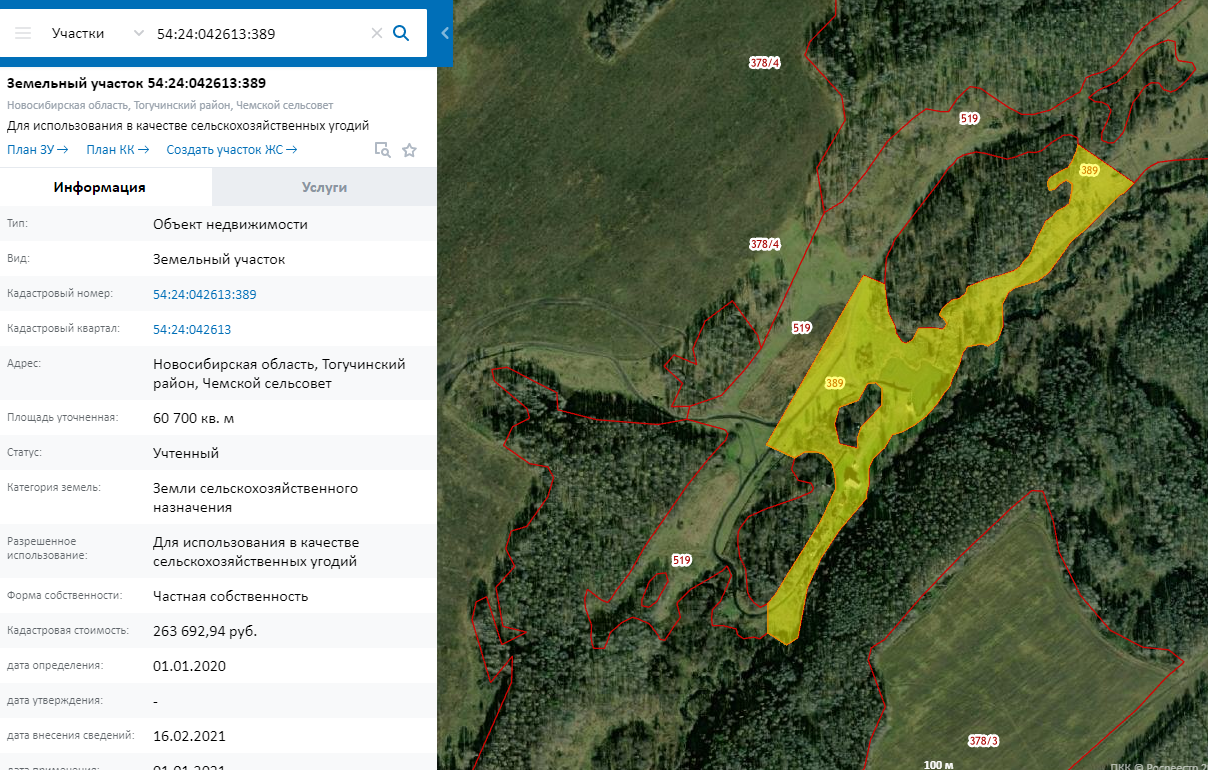 Участки
54:24:042613:389
Земельный участок 54:24:042613:389
Новосибирская область, Тогучинский район, Чемской сельсовет
Для использования в качестве сельскохозяйственных угодий
План ЗУ→ План КК→ Создать участок ЖС→
Информация Услуги
Тип: Объект недвижимости
Вид: Земельный участок
Кадастровый номер: 54:24:042613:389
Кадастровый квартал: 54:24:042613
Адрес: Новосибирская область, Тогучинский
район, Чемской сельсовет
Площадь уточненная: 60 700 кв. м
Статус: Учтенный
Категория земель: Земли сельскохозяйственного
назначения
Разрешенное
использование:
Для использования в качестве
сельскохозяйственных угодий
Форма собственности: Частная собственность
Кадастровая стоимость: 263 692,94 руб.
дата определения: 01.01.2020
дата утверждения: -
дата внесения сведений: 16.02.2021
дата применения: 01.01.2021
378/4
519
389
378/4
519
389
519
378/3
100 м
ПКК © Росреестр 2